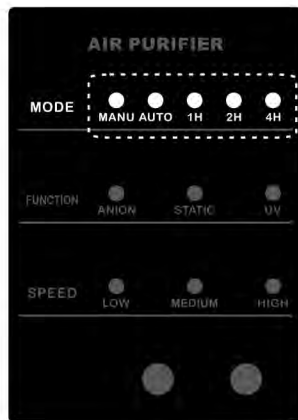 AIR PURIFIER
MODE
MANU AUTO 1H 2H 4H
FUNCTION
ANION STATIC UV
SPEED
LOW MEDIUM HIGH